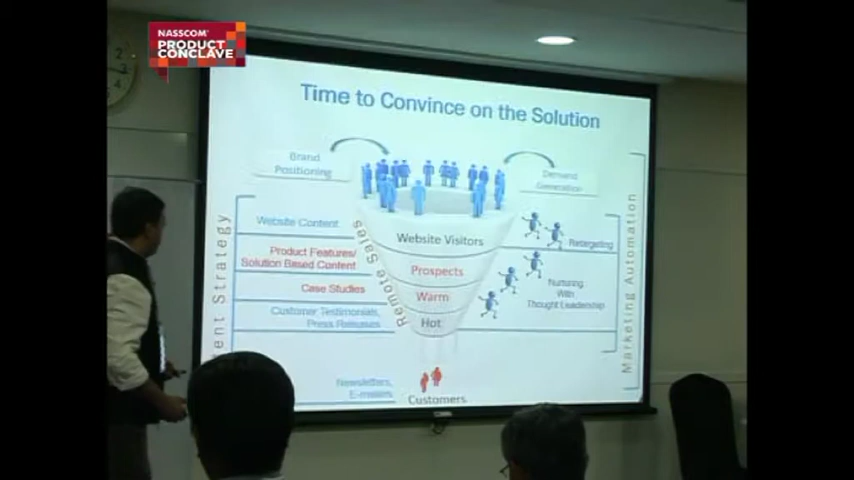 NASSCOM
PRODUCT
CONCLAVE
Time to Convince on the Solution
Brand
Positioning
Demand
Generation
Website Content
Product Features/
Solution Based Content
Case Studies
Customer Testimonials,
Press Releases
Newsletters,
E-mailers
ent Strategy
Remote Sales
Website Visitors
Prospects
Warm
Hot
Customers
Retargeting
Nurturing
With
Thought Leadership
Marketing Automation